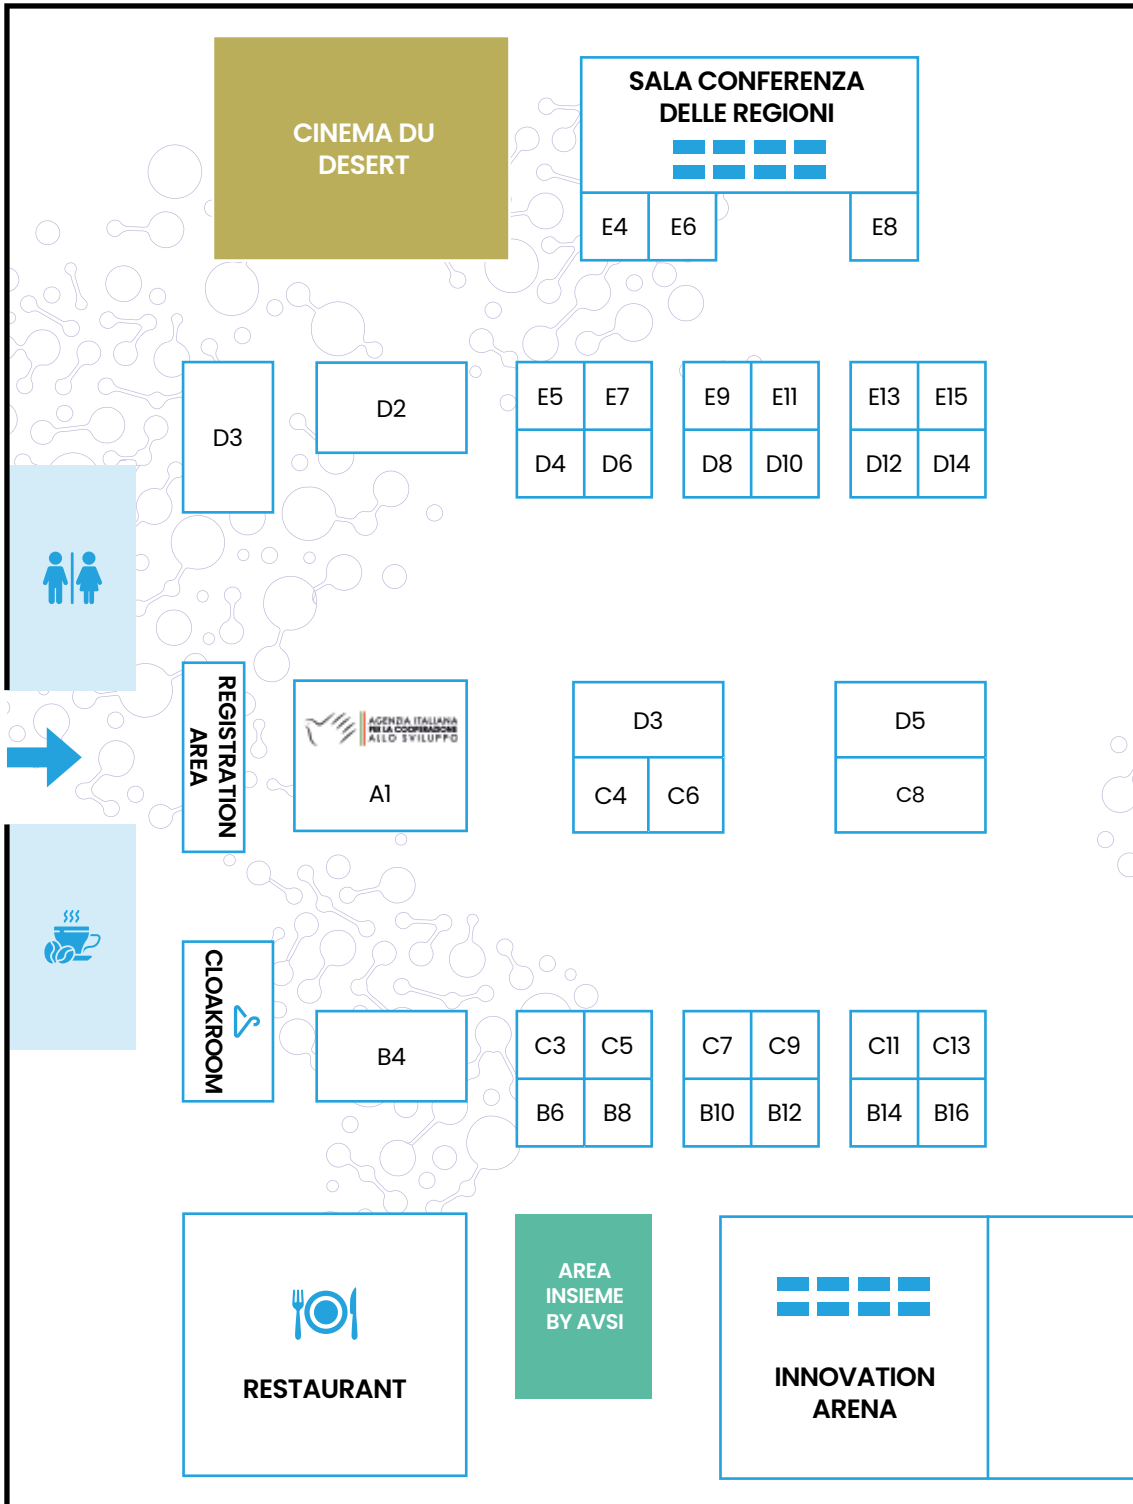 CINEMA DU
DESERT
SALA CONFERENZA
DELLE REGIONI
E4 E6 E8
D3
D2
E5 E7 E9 E11 E13 E15
D4 D6 D8 D10 D12 D14
REGISTRATION
AREA
AGENZIA ITALIANA
PER LA COOPERAZIONE
ALLO SVILUPPO
A1
D3 D5
C4 C6 C8
CLOAKROOM
B4
C3 C5 C7 C9 C11 C13
B6 B8 B10 B12 B14 B16
RESTAURANT
AREA
INSIEME
BY AVSI
INNOVATION
ARENA